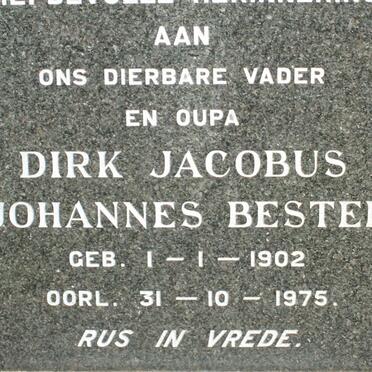 AAN
ONS DIERBARE VADER
EN OUPA
DIRK JACOBUS
JOHANNES BESTER
GEB. 1 – 1 – 1902
OORL. 31 – 10 – 1975.
RUS IN VREDE.